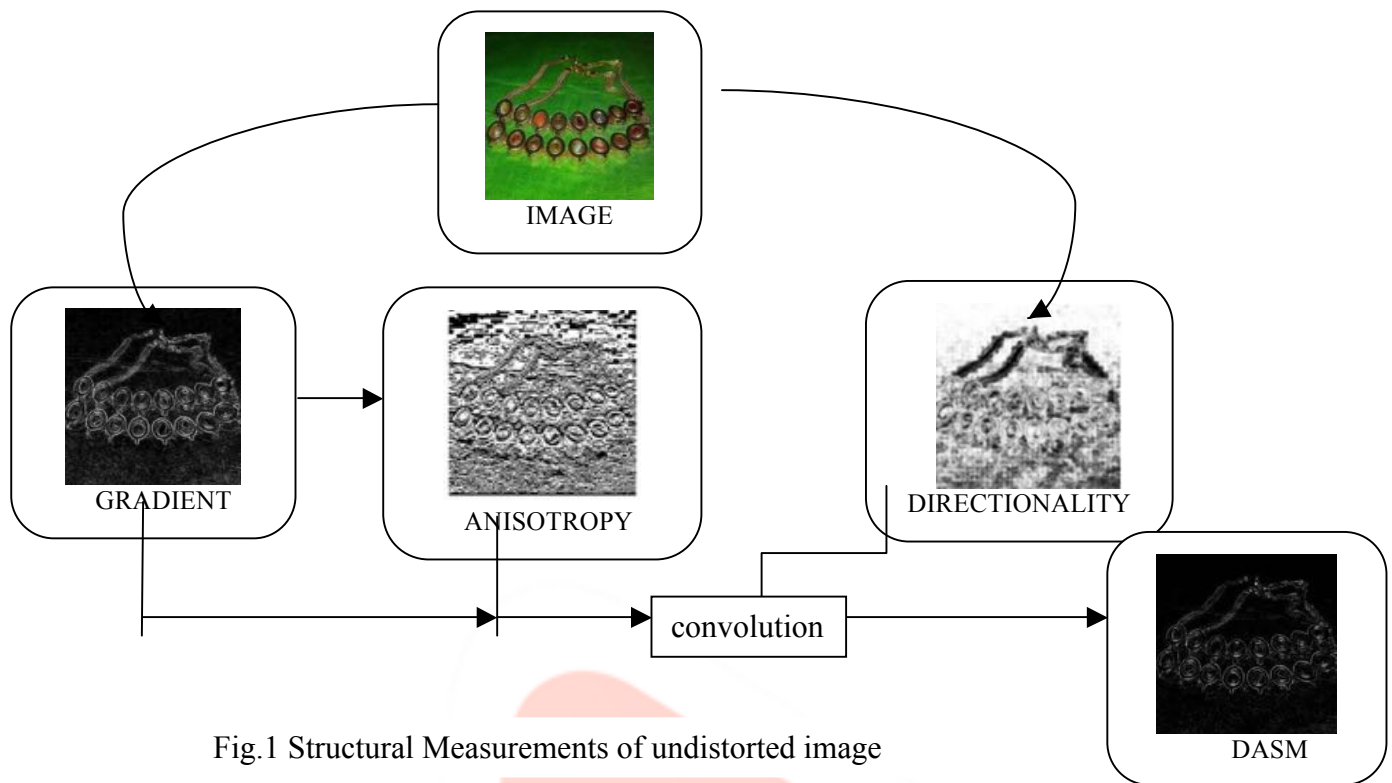 IMAGE
GRADIENT
ANISOTROPY
DIRECTIONALITY
convolution
DASM
Fig.1 Structural Measurements of undistorted image